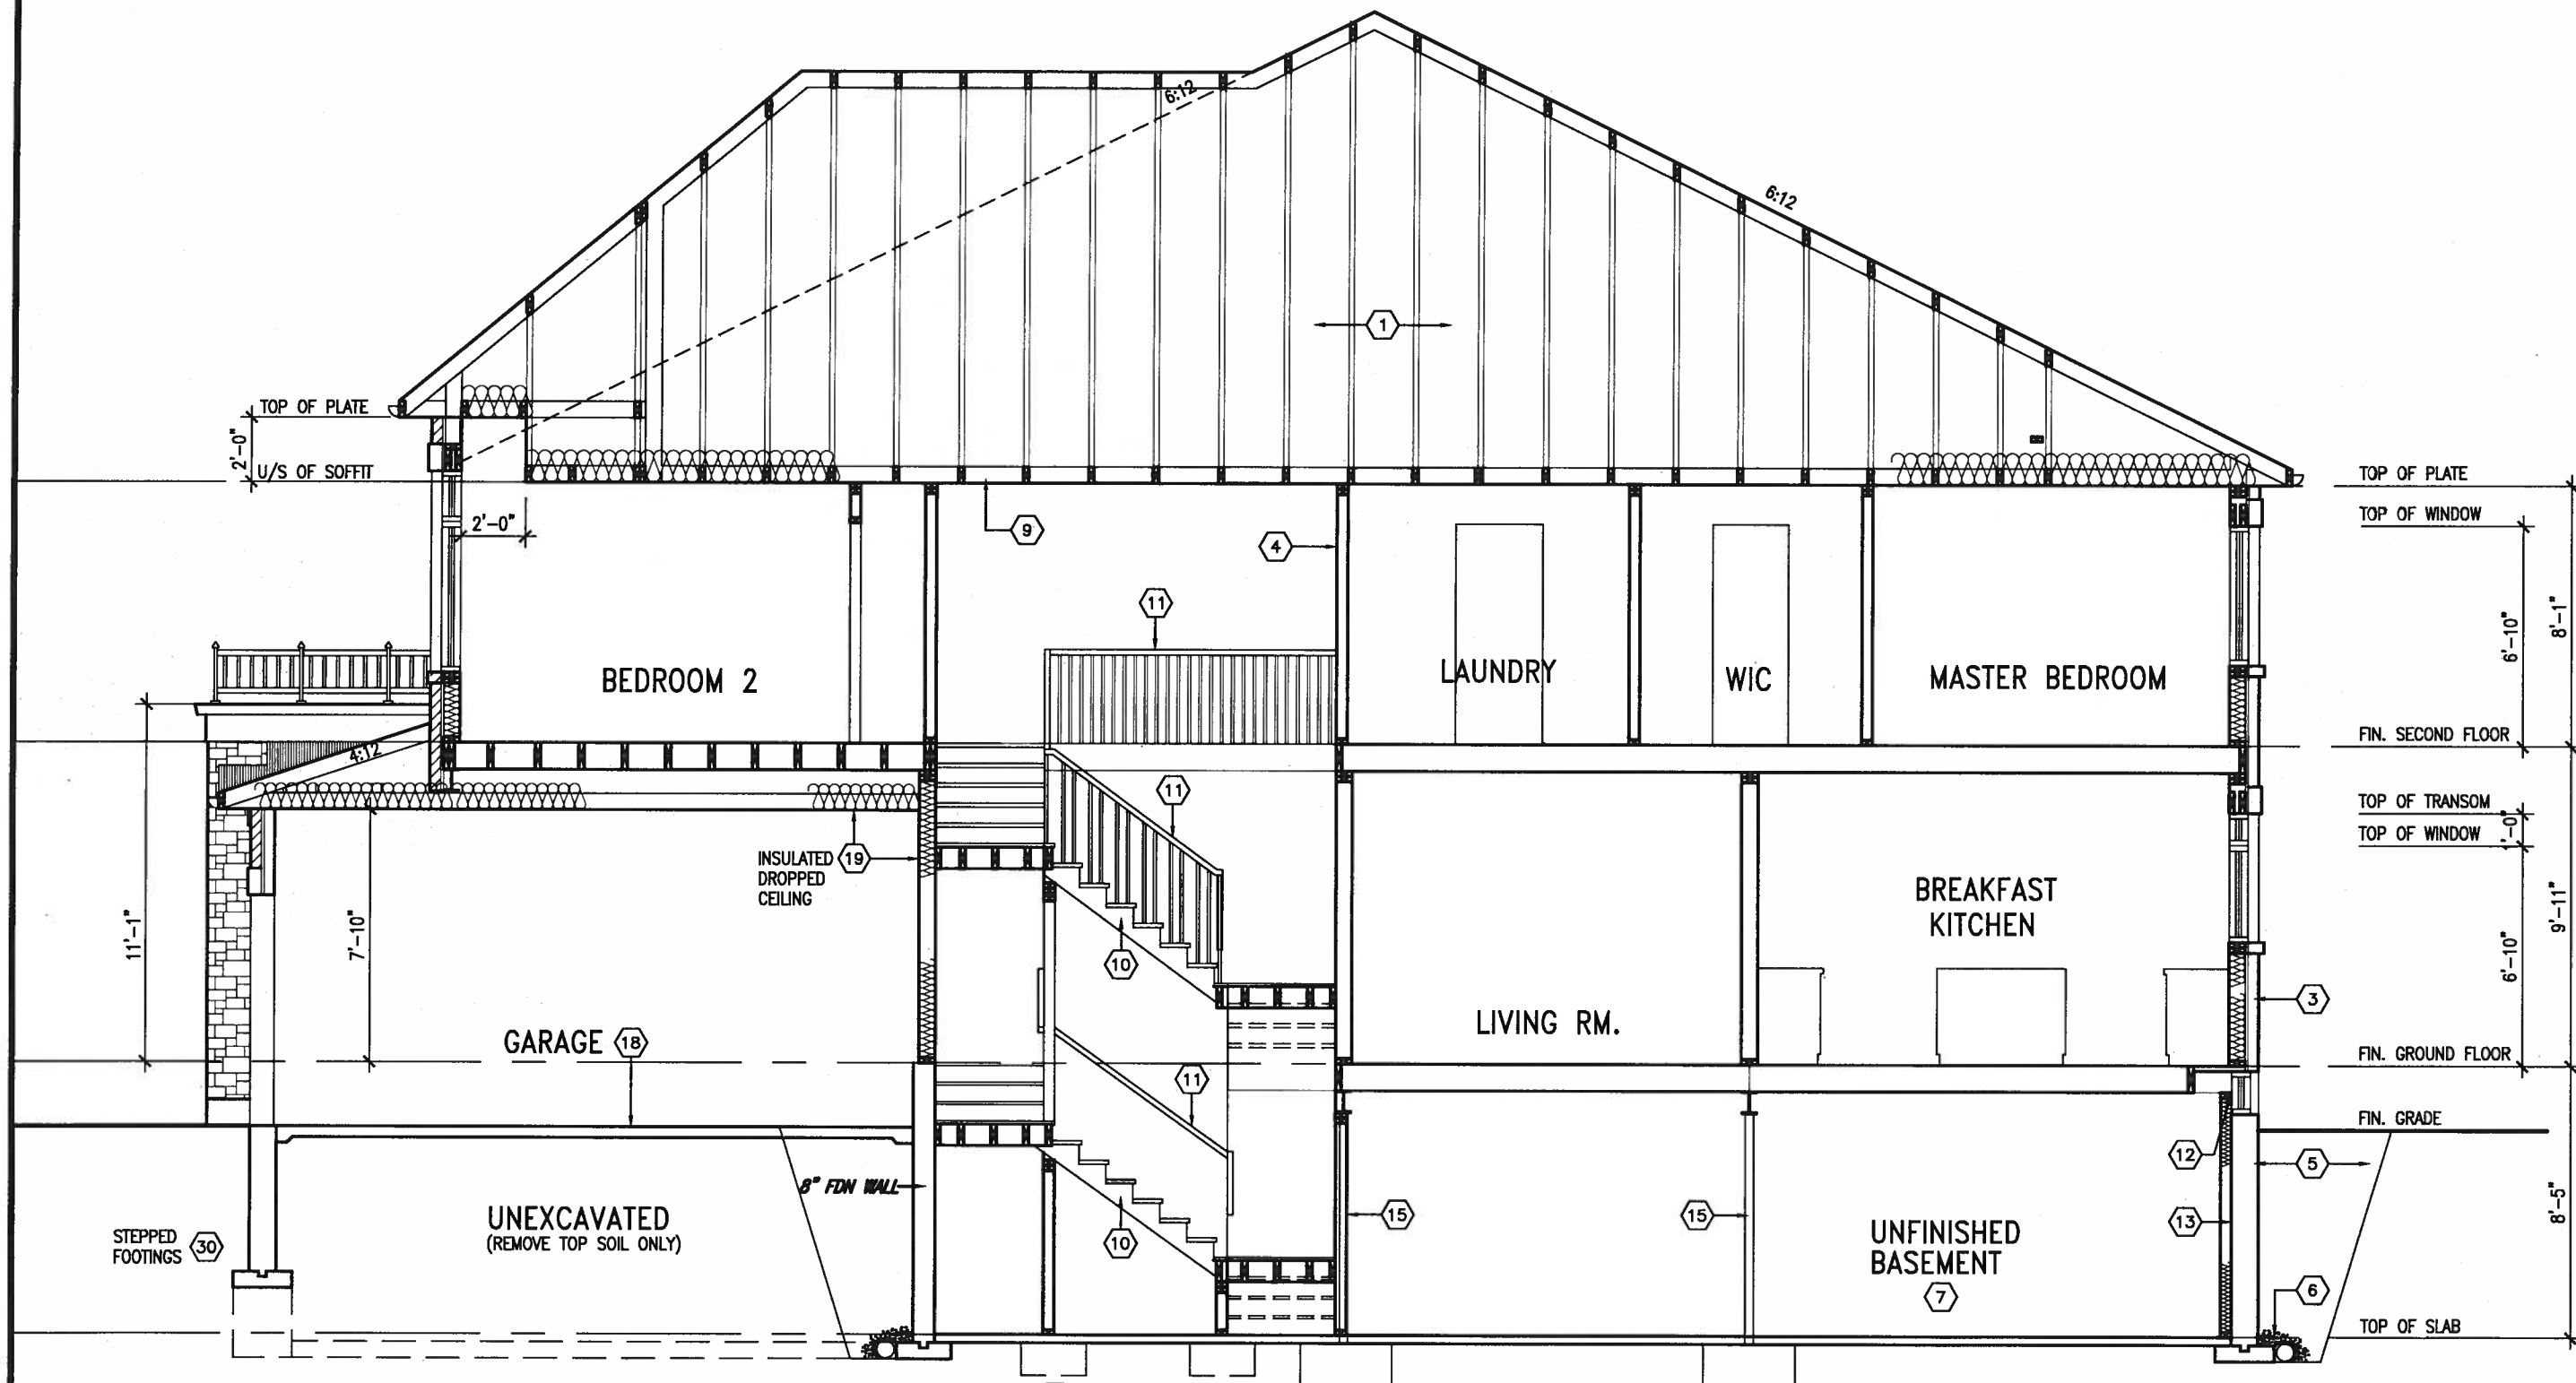 6:12
6:12
1
TOP OF PLATE
2'-0"
U/S OF SOFFIT
TOP OF PLATE
2'-0"
9
4
TOP OF WINDOW
11
6'-10"
8'-1"
BEDROOM 2
LAUNDRY
WIC
MASTER BEDROOM
FIN. SECOND FLOOR
4:12
11
TOP OF TRANSOM
1'-0"
TOP OF WINDOW
INSULATED
DROPPED
CEILING
19
BREAKFAST
KITCHEN
9'-11"
11'-1"
7'-10"
10
6'-10"
3
LIVING RM.
GARAGE
18
FIN. GROUND FLOOR
11
FIN. GRADE
12
5
8" FDN WALL
15
15
13
8'-5"
UNEXCAVATED
(REMOVE TOP SOIL ONLY)
STEPPED
FOOTINGS
30
10
UNFINISHED
BASEMENT
7
6
TOP OF SLAB